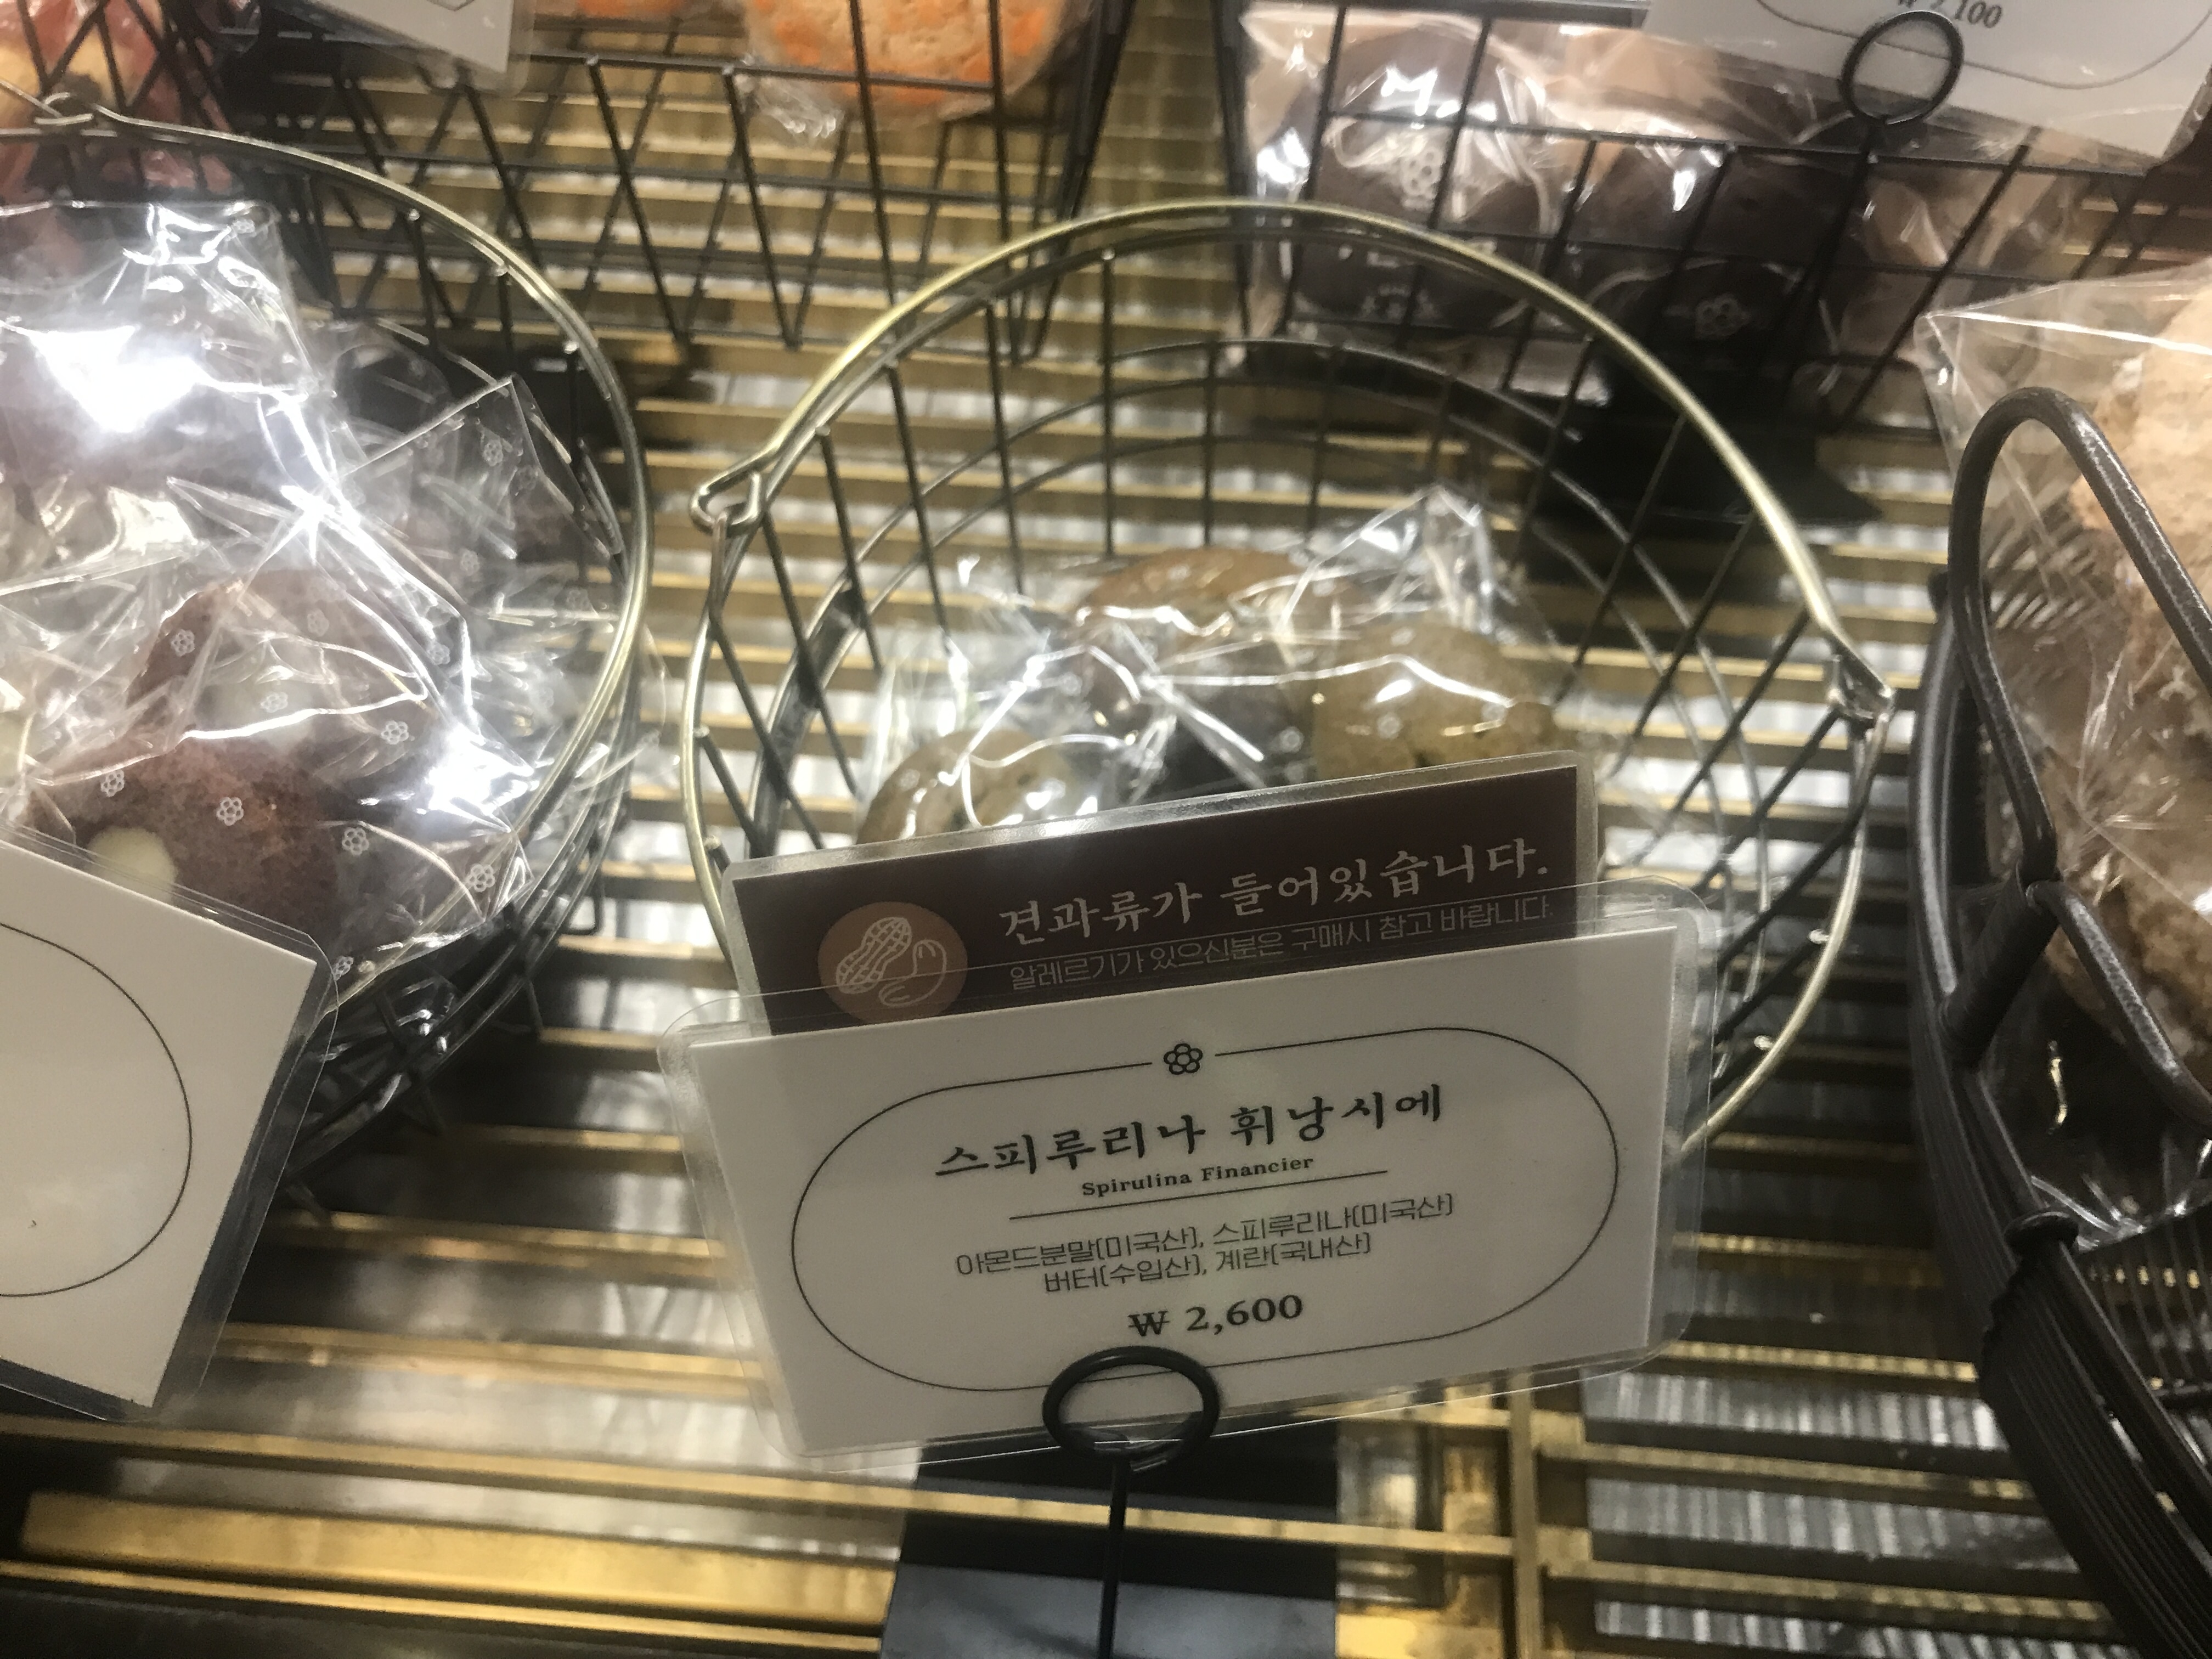 ₩ 2,100
견과류가 들어있습니다.
알레르기가 있으신분은 구매시 참고 바랍니다.
스피루리나 휘낭시에
Spirulina Financier
아몬드분말(미국산), 스피루리나(미국산)
버터(수입산), 계란(국내산)
₩ 2,600